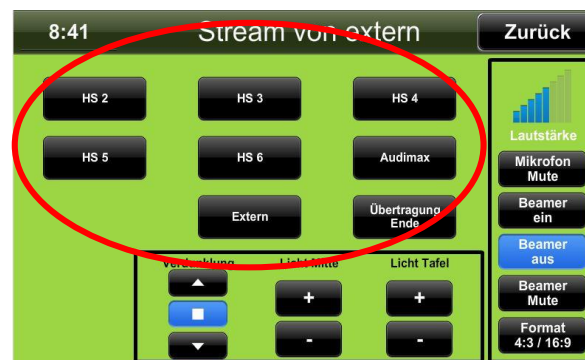 8:41
Stream von extern
Zurück
HS 2
HS 3
HS 4
HS 5
HS 6
Audimax
Extern
Übertragung
Ende
Verdunklung
Licht Mitte
Licht Tafel
+
+
-
-
Lautstärke
Mikrofon
Mute
Beamer
ein
Beamer
aus
Beamer
Mute
Format
4:3 / 16:9